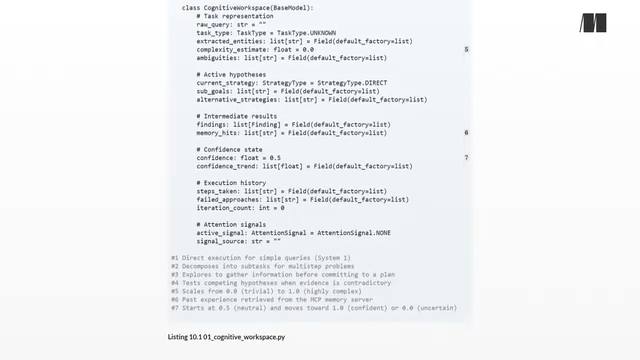 class CognitiveWorkspace(BaseModel):
# Task representation
raw_query: str = ""
task_type: TaskType = TaskType.UNKNOWN
extracted_entities: list[str] = Field(default_factory=list)
complexity_estimate: float = 0.0 5
ambiguities: list[str] = Field(default_factory=list)
# Active hypotheses
current_strategy: StrategyType = StrategyType.DIRECT
sub_goals: list[str] = Field(default_factory=list)
alternative_strategies: list[str] = Field(default_factory=list)
# Intermediate results
findings: list[Finding] = Field(default_factory=list)
memory_hits: list[str] = Field(default_factory=list) 6
# Confidence state
confidence: float = 0.5 7
confidence_trend: list[float] = Field(default_factory=list)
# Execution history
steps_taken: list[str] = Field(default_factory=list)
failed_approaches: list[str] = Field(default_factory=list)
iteration_count: int = 0
# Attention signals
active_signal: AttentionSignal = AttentionSignal.NONE
signal_source: str = ""
#1 Direct execution for simple queries (System 1)
#2 Decomposes into subtasks for multistep problems
#3 Explores to gather information before committing to a plan
#4 Tests competing hypotheses when evidence is contradictory
#5 Scales from 0.0 (trivial) to 1.0 (highly complex)
#6 Past experience retrieved from the MCP memory server
#7 Starts at 0.5 (neutral) and moves toward 1.0 (confident) or 0.0 (uncertain)
Listing 10.1 01_cognitive_workspace.py